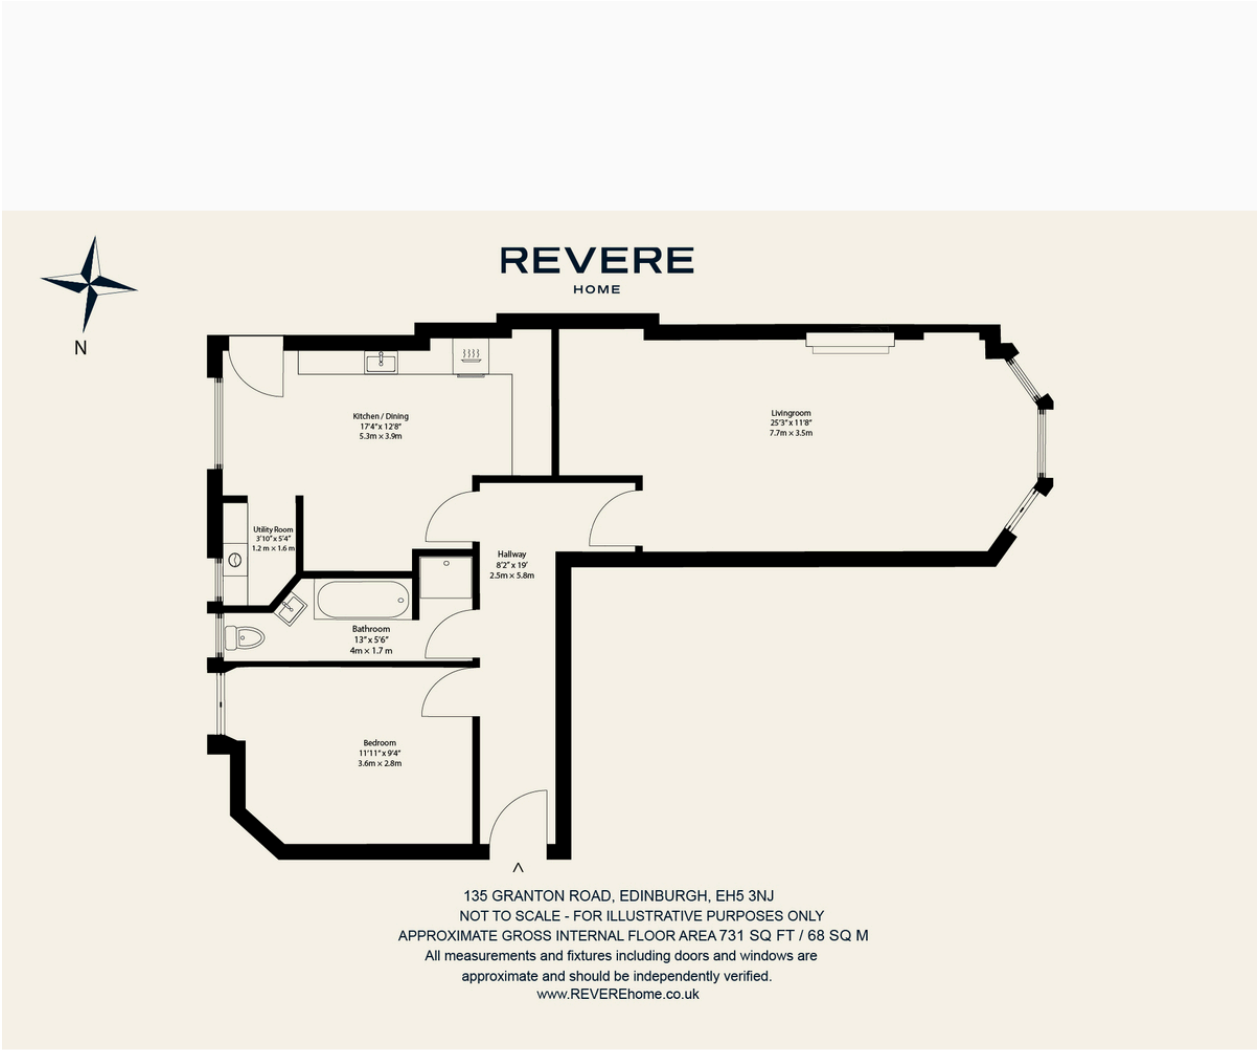 REVERE
HOME
N
Kitchen / Dining
17'4" x 12'8"
5.3m × 3.9m
Livingroom
25'3" x 11'8"
7.7m × 3.5m
Utility Room
3'10" x 5'4"
1.2 m × 1.6 m
Hallway
8'2" x 19'
2.5m × 5.8m
Bathroom
13" x 5'6"
4m × 1.7 m
Bedroom
11'11" x 9'4"
3.6m × 2.8m
135 GRANTON ROAD, EDINBURGH, EH5 3NJ
NOT TO SCALE - FOR ILLUSTRATIVE PURPOSES ONLY
APPROXIMATE GROSS INTERNAL FLOOR AREA 731 SQ FT / 68 SQ M
All measurements and fixtures including doors and windows are
approximate and should be independently verified.
www.REVEREhome.co.uk